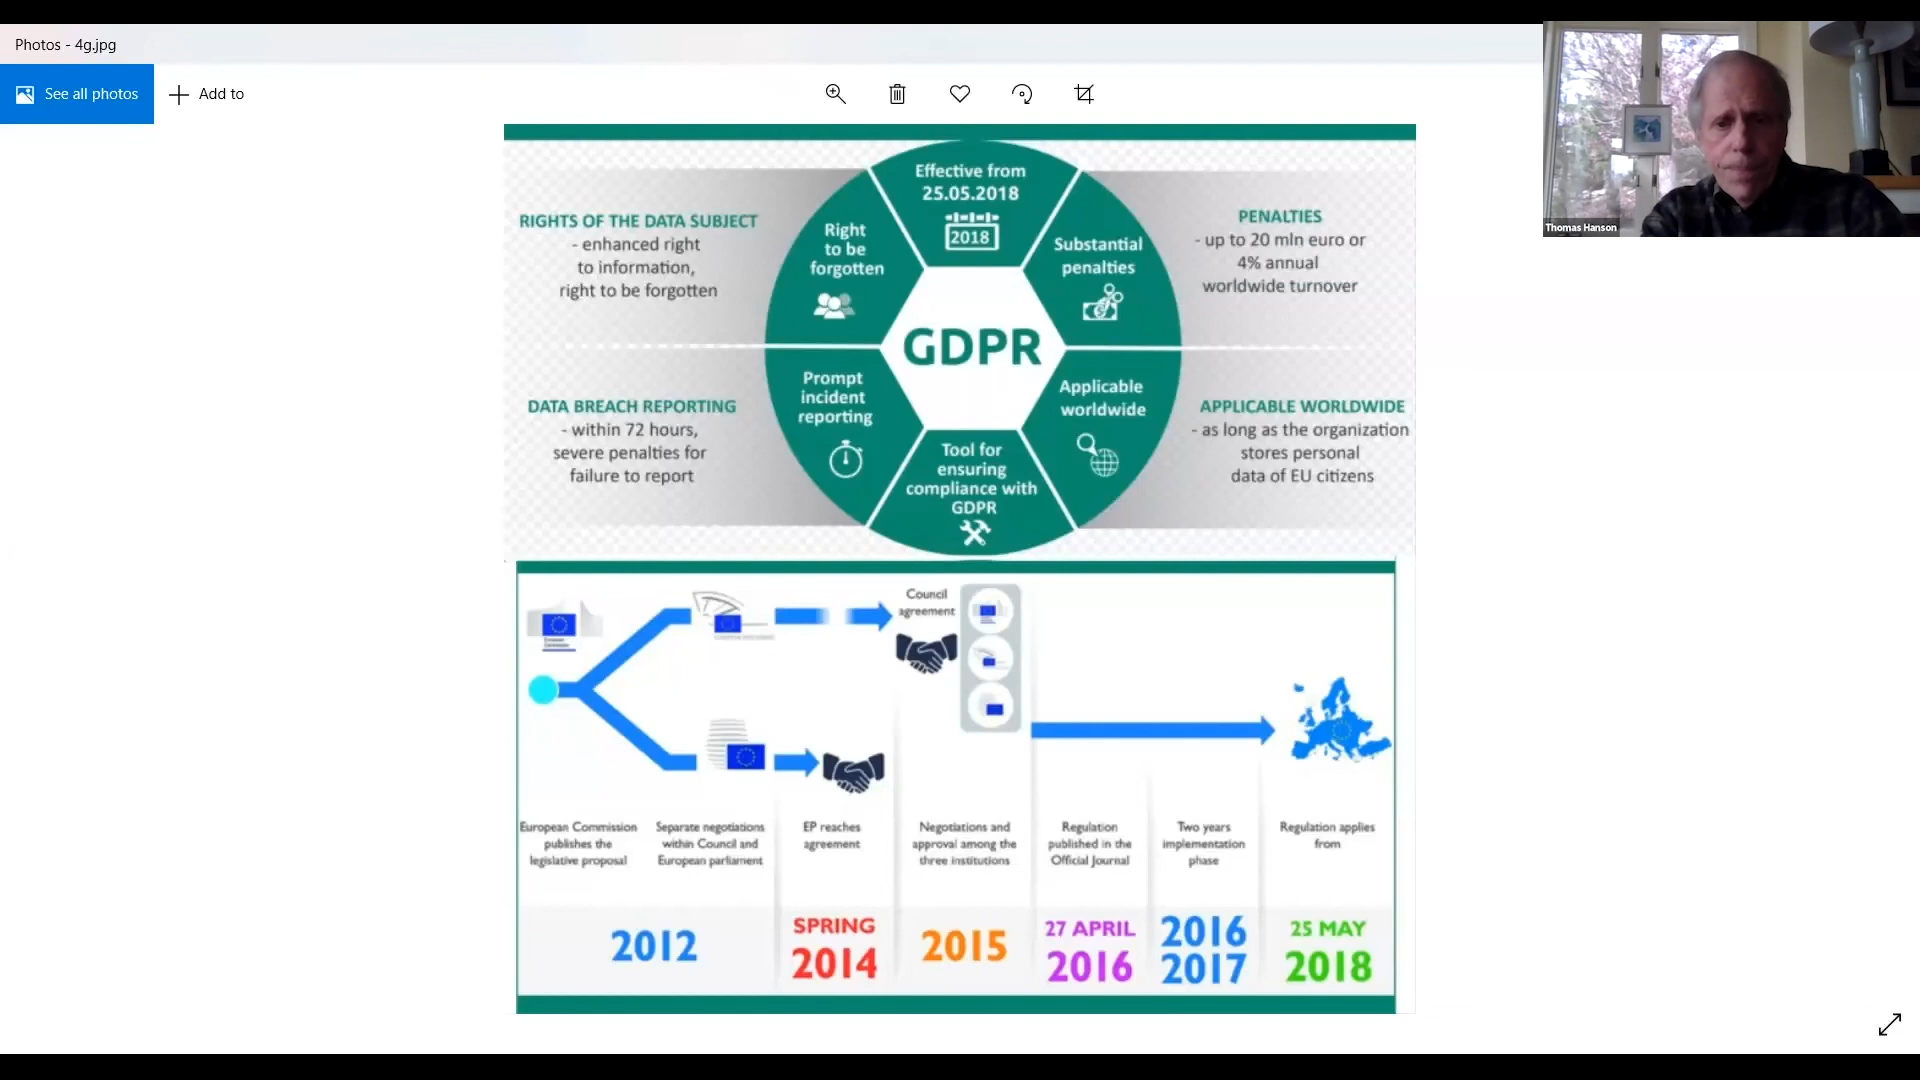 Photos - 4g.jpg
See all photos
Add to
Thomas Hanson
Effective from
25.05.2018
2018
RIGHTS OF THE DATA SUBJECT
- enhanced right
to information,
right to be forgotten
Right
to be
forgotten
Substantial
penalties
PENALTIES
- up to 20 mln euro or
4% annual
worldwide turnover
GDPR
DATA BREACH REPORTING
- within 72 hours,
severe penalties for
failure to report
Prompt
incident
reporting
Applicable
worldwide
APPLICABLE WORLDWIDE
- as long as the organization
stores personal
data of EU citizens
Tool for
ensuring
compliance with
GDPR
Council
agreement
European
Commission
European Commission
publishes the
legislative proposal
Separate negotiations
within Council and
European parliament
EP reaches
agreement
Negotiations and
approval among the
three institutions
Regulation
published in the
Official Journal
Two years
implementation
phase
Regulation applies
from
2012
SPRING
2014
2015
27 APRIL
2016
2016
2017
25 MAY
2018